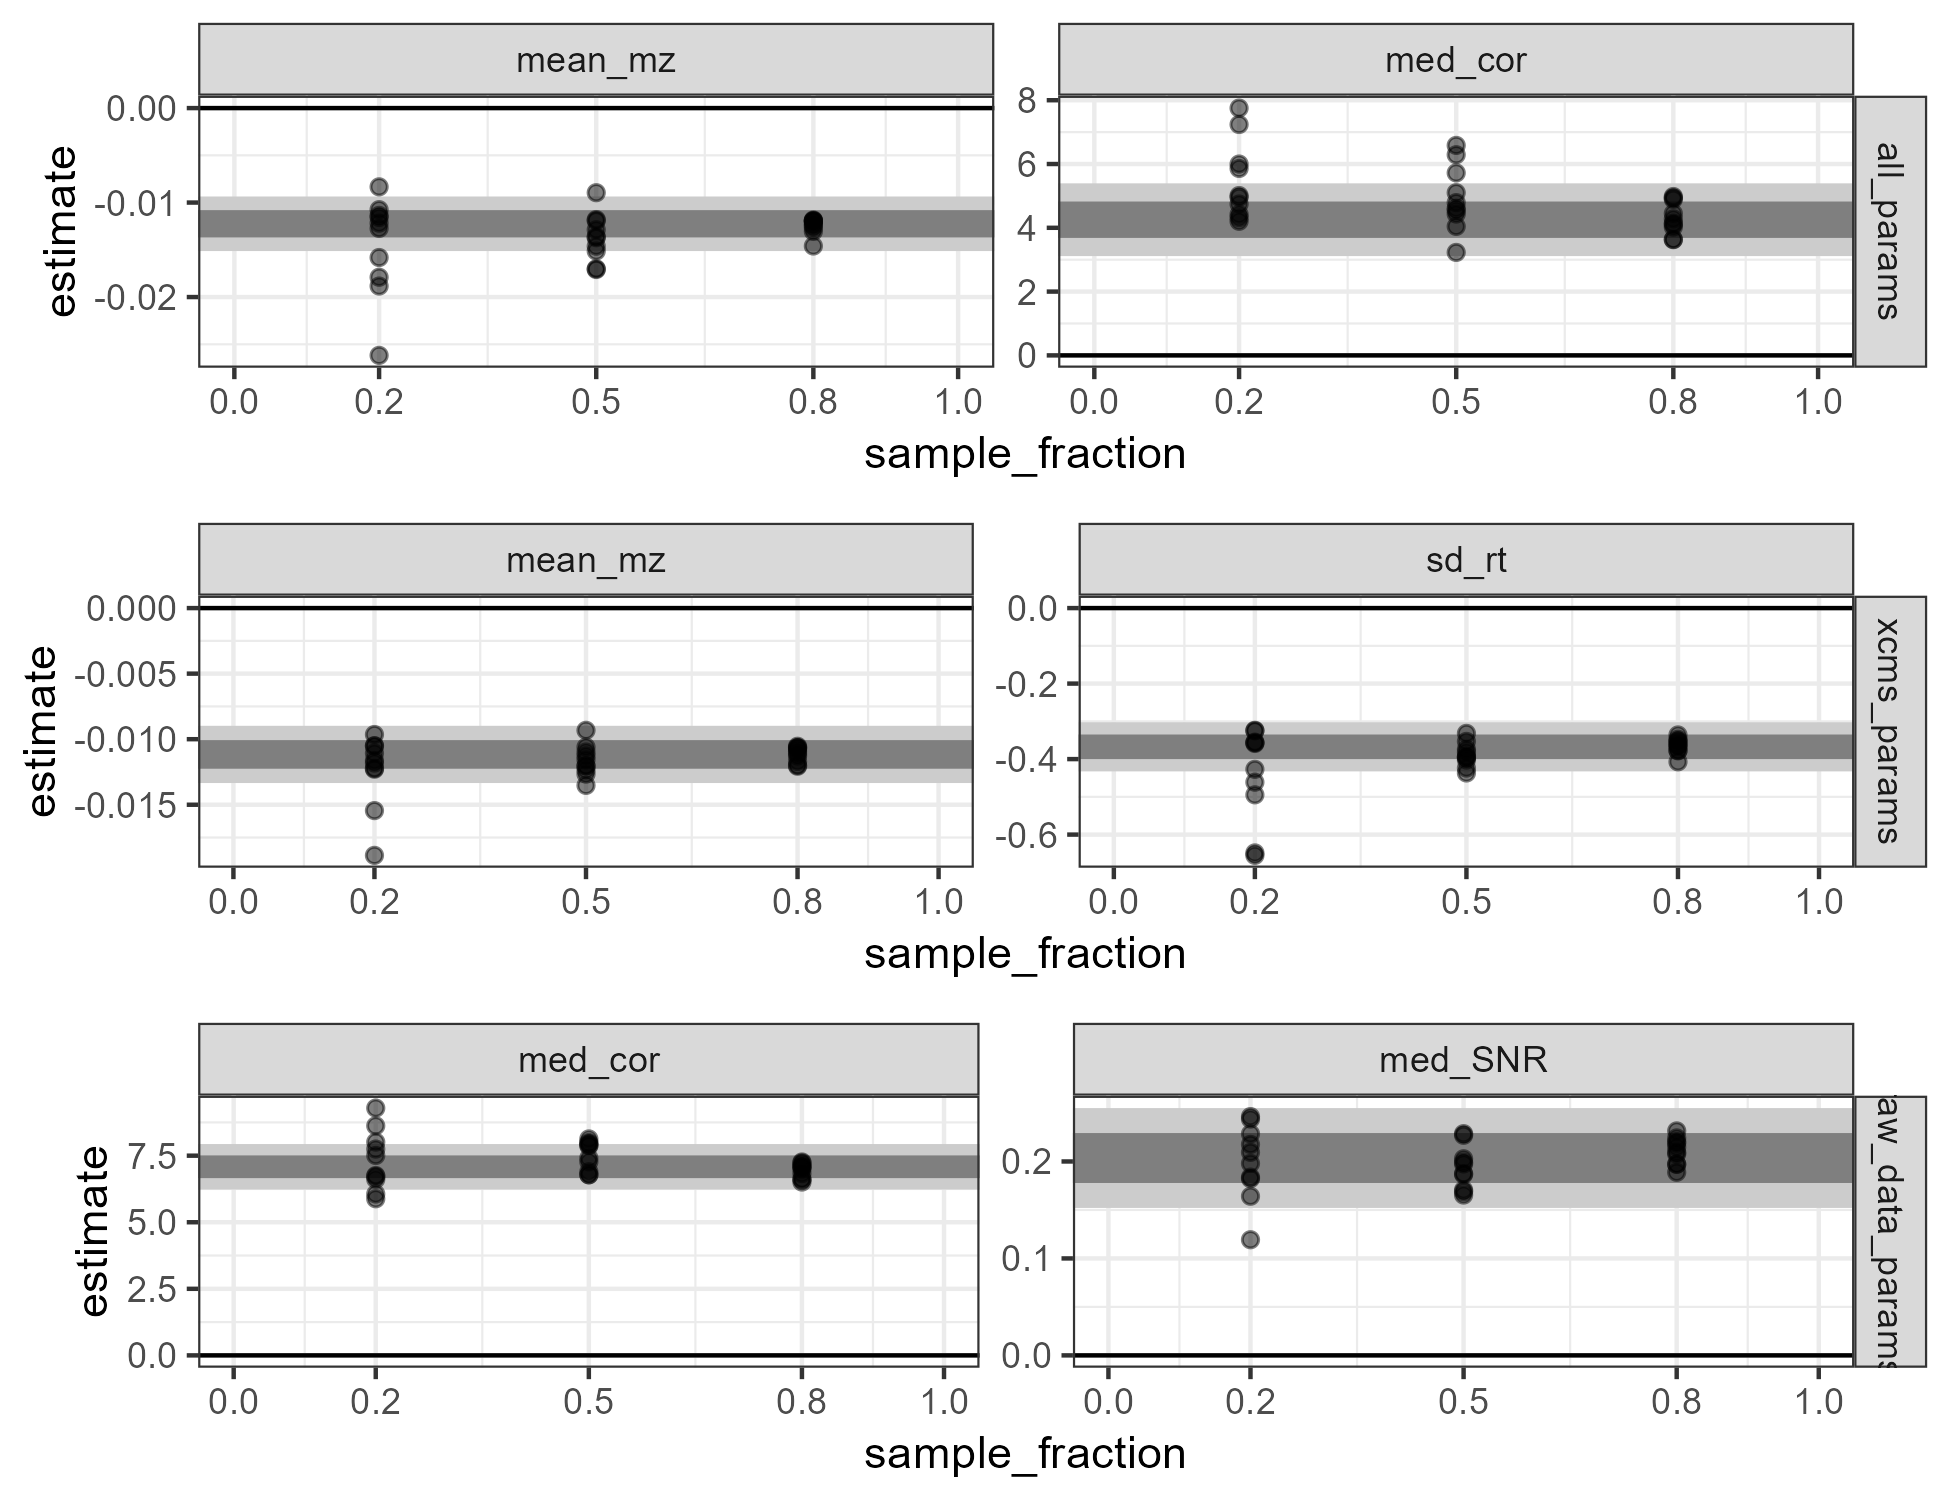 mean_mz
med_cor
estimate
0.00
-0.01
-0.02
8
6
4
2
0
all_params
0.0 0.2 0.5 0.8 1.0
0.0 0.2 0.5 0.8 1.0
sample_fraction
mean_mz
sd_rt
estimate
0.000
-0.005
-0.010
-0.015
0.0
-0.2
-0.4
-0.6
xcms_params
0.0 0.2 0.5 0.8 1.0
0.0 0.2 0.5 0.8 1.0
sample_fraction
med_cor
med_SNR
estimate
7.5
5.0
2.5
0.0
0.2
0.1
0.0
aw_data_params
0.0 0.2 0.5 0.8 1.0
0.0 0.2 0.5 0.8 1.0
sample_fraction